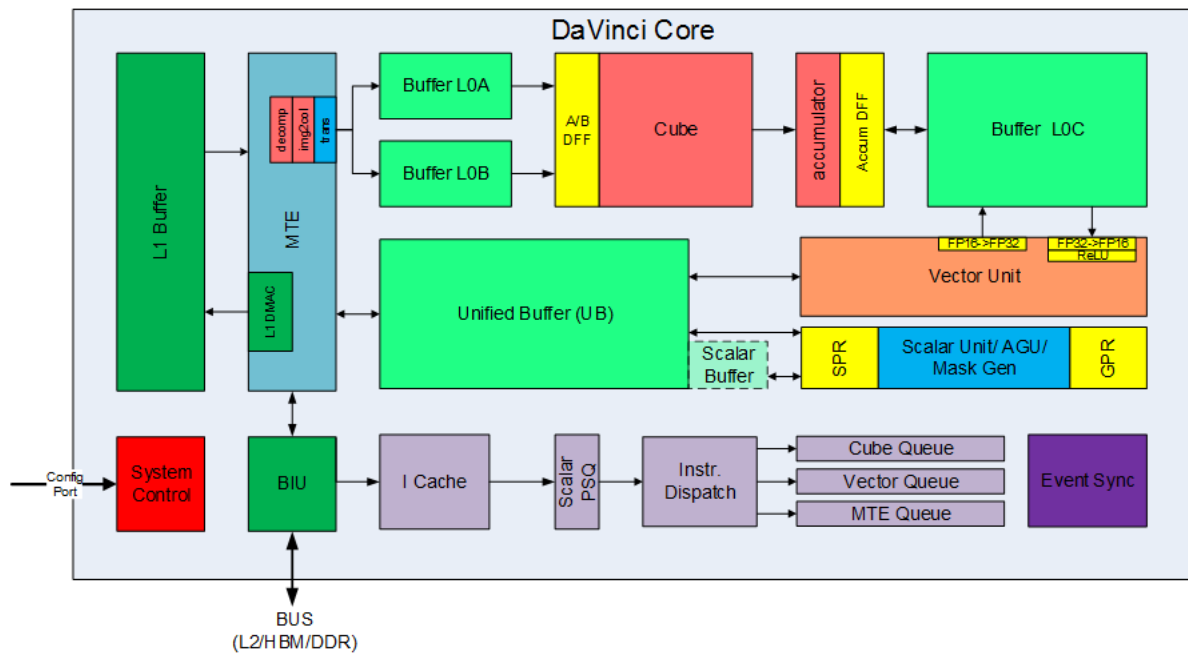 DaVinci Core
L1 Buffer
MTE
decomp
img2col
trans
L1 DMAC
Buffer L0A
Buffer L0B
A/B
DFF
Cube
accumulator
Accum DFF
Buffer L0C
FP16->FP32
FP32->FP16
ReLU
Vector Unit
Unified Buffer (UB)
Scalar
Buffer
SPR
Scalar Unit/ AGU/
Mask Gen
GPR
Config
Port
System
Control
BIU
I Cache
Scalar
PSQ
Instr.
Dispatch
Cube Queue
Vector Queue
MTE Queue
Event Sync
BUS
(L2/HBM/DDR)